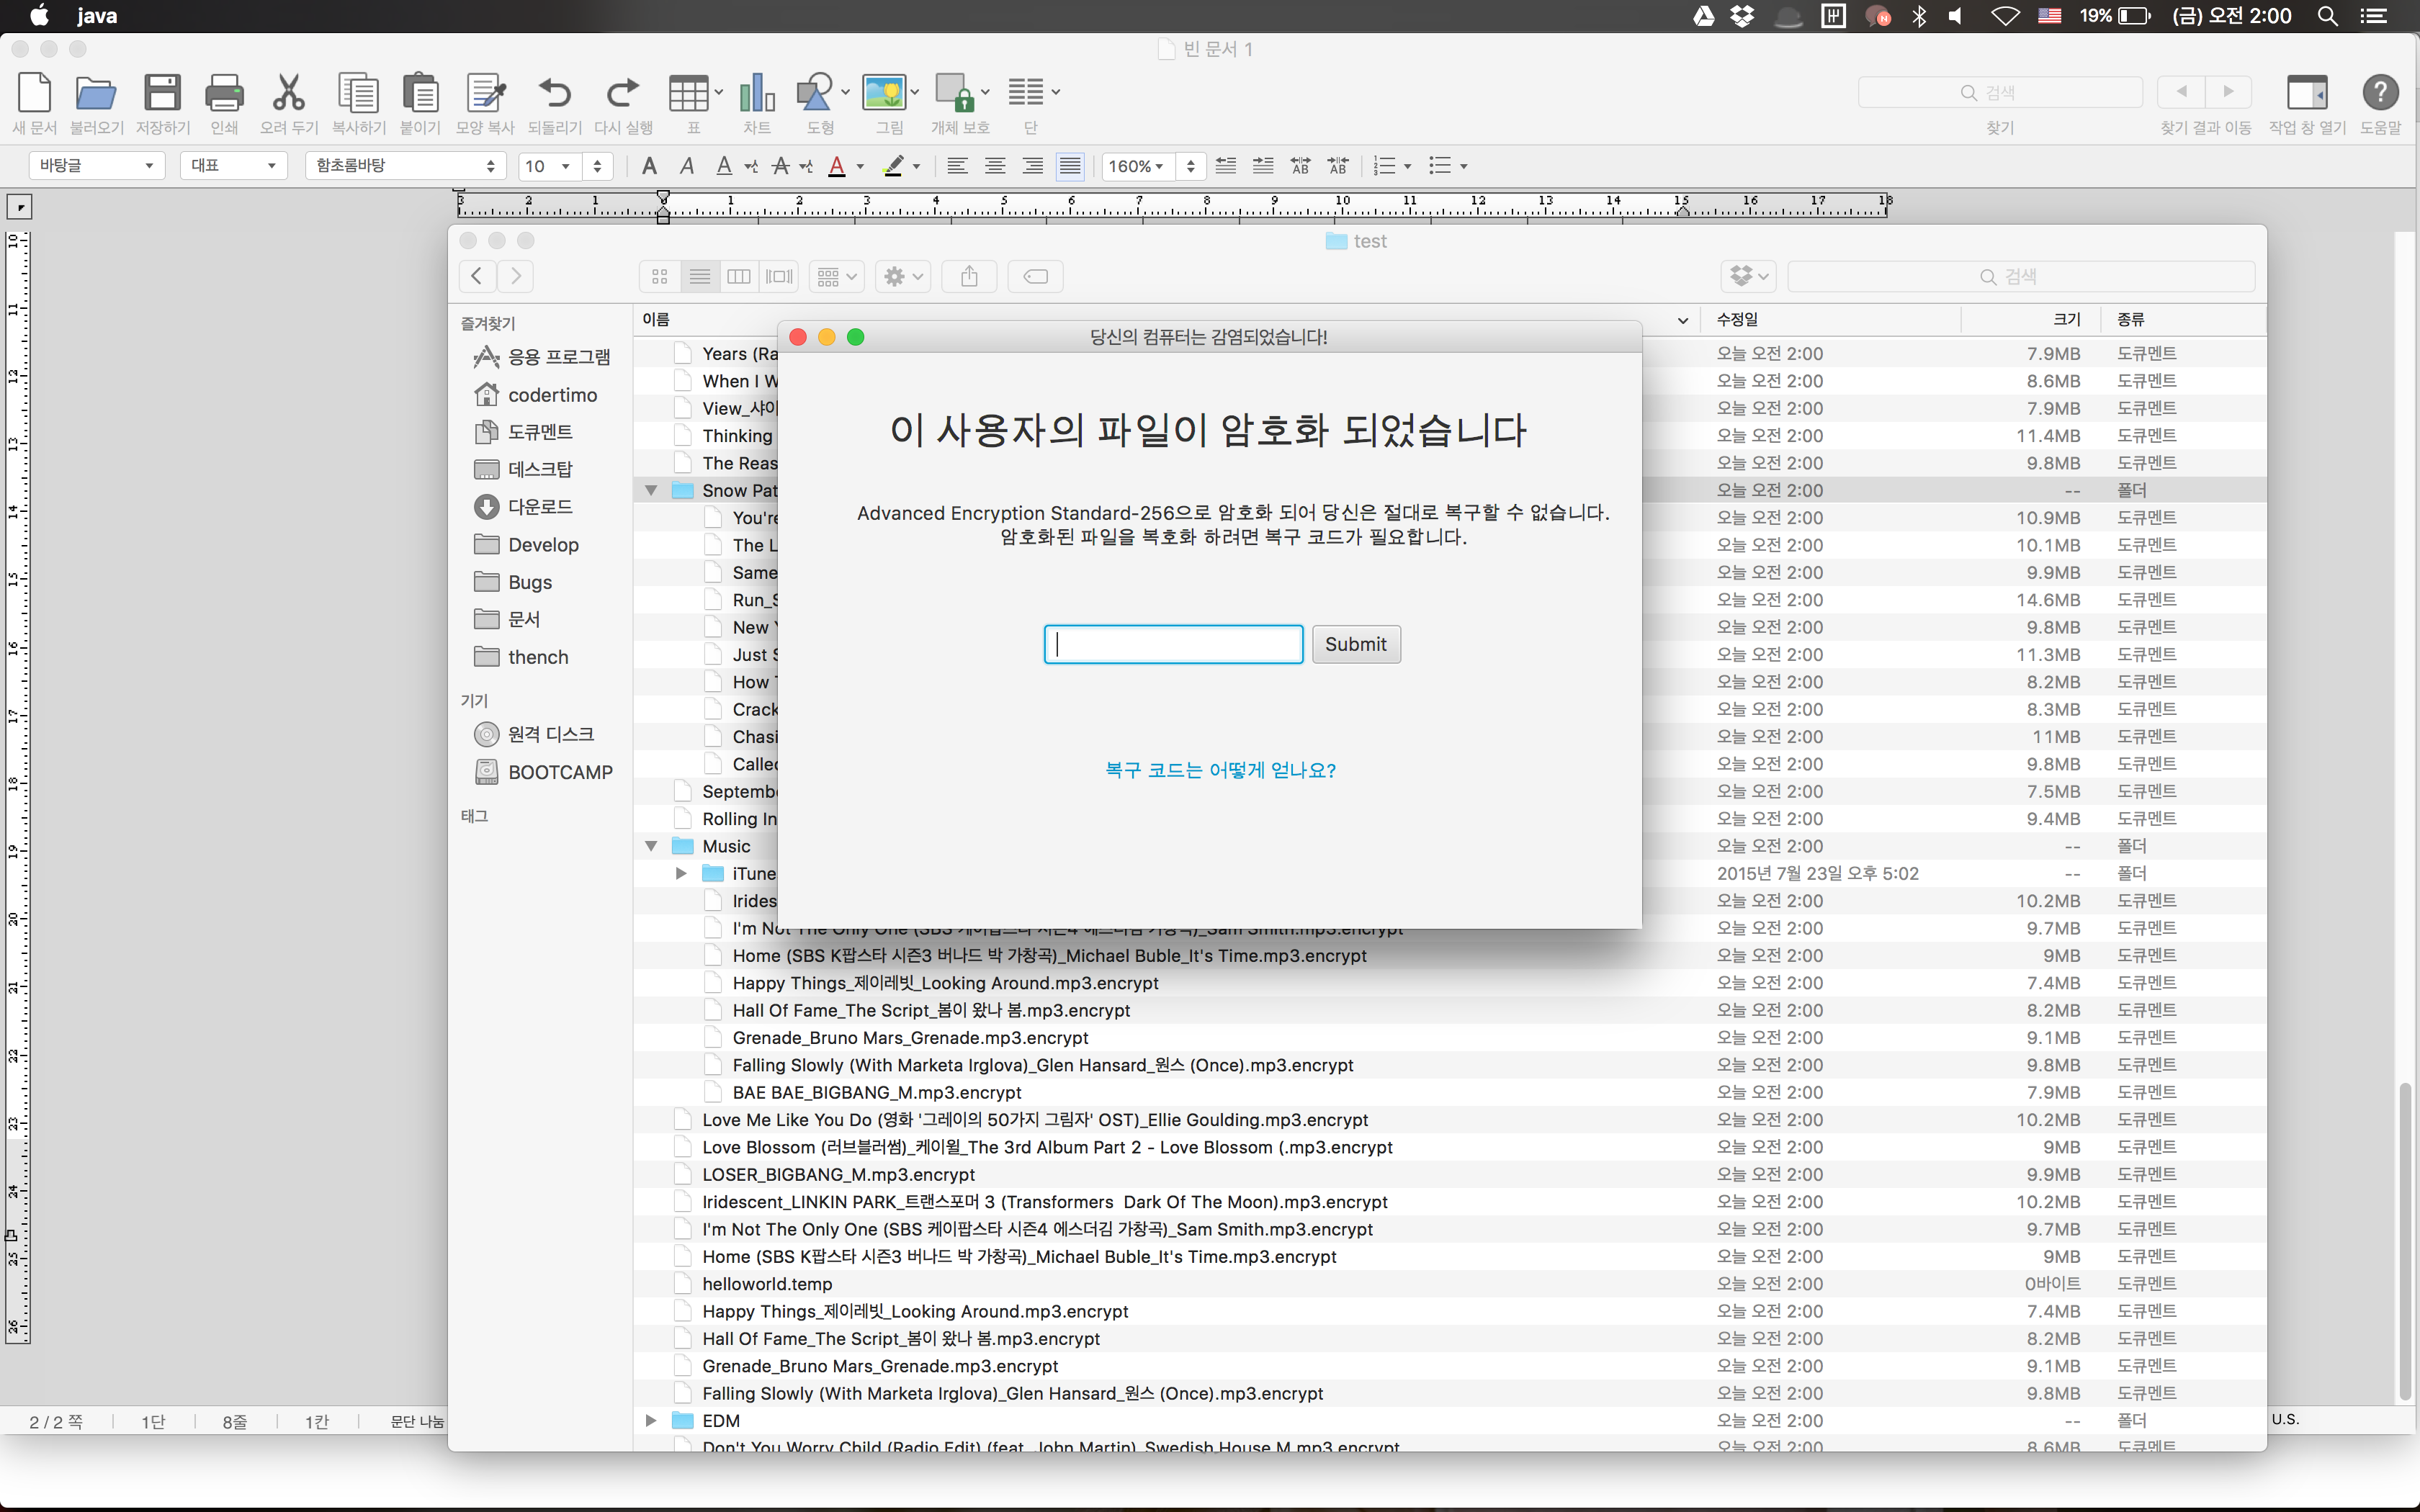 java
19%
(금) 오전 2:00
빈 문서 1
새 문서 불러오기 저장하기 인쇄 오려 두기 복사하기 붙이기 모양 복사 되돌리기 다시 실행 표 차트 도형 그림 개체 보호 단
검색
찾기 찾기 결과 이동 작업 창 열기 도움말
바탕글 대표 함초롬바탕 10 160%
3 2 1 0 1 2 3 4 5 6 7 8 9 10 11 12 13 14 15 16 17 18
10
11
12
13
14
15
16
17
18
19
20
21
22
23
24
25
26
test
검색
즐겨찾기
응용 프로그램
codertimo
도큐멘트
데스크탑
다운로드
Develop
Bugs
문서
thench
기기
원격 디스크
BOOTCAMP
태그
이름 수정일 크기 종류
Years (Ra 오늘 오전 2:00 7.9MB 도큐멘트
When I W 오늘 오전 2:00 8.6MB 도큐멘트
View_샤이 오늘 오전 2:00 7.9MB 도큐멘트
Thinking 오늘 오전 2:00 11.4MB 도큐멘트
The Reas 오늘 오전 2:00 9.8MB 도큐멘트
Snow Pat 오늘 오전 2:00 -- 폴더
You're 오늘 오전 2:00 10.9MB 도큐멘트
The L 오늘 오전 2:00 10.1MB 도큐멘트
Same 오늘 오전 2:00 9.9MB 도큐멘트
Run_S 오늘 오전 2:00 14.6MB 도큐멘트
New Y 오늘 오전 2:00 9.8MB 도큐멘트
Just S 오늘 오전 2:00 11.3MB 도큐멘트
How 오늘 오전 2:00 8.2MB 도큐멘트
Crack 오늘 오전 2:00 8.3MB 도큐멘트
Chasi 오늘 오전 2:00 11MB 도큐멘트
Called 오늘 오전 2:00 9.8MB 도큐멘트
Septembe 오늘 오전 2:00 7.5MB 도큐멘트
Rolling In 오늘 오전 2:00 9.4MB 도큐멘트
Music 오늘 오전 2:00 -- 폴더
iTune 2015년 7월 23일 오후 5:02 -- 폴더
Irides 오늘 오전 2:00 10.2MB 도큐멘트
I'm Not The Only One (SBS 케이팝스타 시즌4 에스더김 가창곡)_Sam Smith.mp3.encrypt 오늘 오전 2:00 9.7MB 도큐멘트
Home (SBS K팝스타 시즌3 버나드 박 가창곡)_Michael Buble_It's Time.mp3.encrypt 오늘 오전 2:00 9MB 도큐멘트
Happy Things_제이레빗_Looking Around.mp3.encrypt 오늘 오전 2:00 7.4MB 도큐멘트
Hall Of Fame_The Script_봄이 왔나 봄.mp3.encrypt 오늘 오전 2:00 8.2MB 도큐멘트
Grenade_Bruno Mars_Grenade.mp3.encrypt 오늘 오전 2:00 9.1MB 도큐멘트
Falling Slowly (With Marketa Irglova)_Glen Hansard_원스 (Once).mp3.encrypt 오늘 오전 2:00 9.8MB 도큐멘트
BAE BAE_BIGBANG_M.mp3.encrypt 오늘 오전 2:00 7.9MB 도큐멘트
Love Me Like You Do (영화 '그레이의 50가지 그림자' OST)_Ellie Goulding.mp3.encrypt 오늘 오전 2:00 10.2MB 도큐멘트
Love Blossom (러브블러썸)_케이윌_The 3rd Album Part 2 - Love Blossom (.mp3.encrypt 오늘 오전 2:00 9MB 도큐멘트
LOSER_BIGBANG_M.mp3.encrypt 오늘 오전 2:00 9.9MB 도큐멘트
Iridescent_LINKIN PARK_트랜스포머 3 (Transformers  Dark Of The Moon).mp3.encrypt 오늘 오전 2:00 10.2MB 도큐멘트
I'm Not The Only One (SBS 케이팝스타 시즌4 에스더김 가창곡)_Sam Smith.mp3.encrypt 오늘 오전 2:00 9.7MB 도큐멘트
Home (SBS K팝스타 시즌3 버나드 박 가창곡)_Michael Buble_It's Time.mp3.encrypt 오늘 오전 2:00 9MB 도큐멘트
helloworld.temp 오늘 오전 2:00 0바이트 도큐멘트
Happy Things_제이레빗_Looking Around.mp3.encrypt 오늘 오전 2:00 7.4MB 도큐멘트
Hall Of Fame_The Script_봄이 왔나 봄.mp3.encrypt 오늘 오전 2:00 8.2MB 도큐멘트
Grenade_Bruno Mars_Grenade.mp3.encrypt 오늘 오전 2:00 9.1MB 도큐멘트
Falling Slowly (With Marketa Irglova)_Glen Hansard_원스 (Once).mp3.encrypt 오늘 오전 2:00 9.8MB 도큐멘트
EDM 오늘 오전 2:00 -- 폴더
Don't You Worry Child (Radio Edit) (feat. John Martin)_Swedish House M.mp3.encrypt 오늘 오전 2:00 8.6MB 도큐멘트
당신의 컴퓨터는 감염되었습니다!
이 사용자의 파일이 암호화 되었습니다
Advanced Encryption Standard-256으로 암호화 되어 당신은 절대로 복구할 수 없습니다.
암호화된 파일을 복호화 하려면 복구 코드가 필요합니다.
Submit
복구 코드는 어떻게 얻나요?
2 / 2 쪽 1단 8줄 1칸 문단 나눔
U.S.